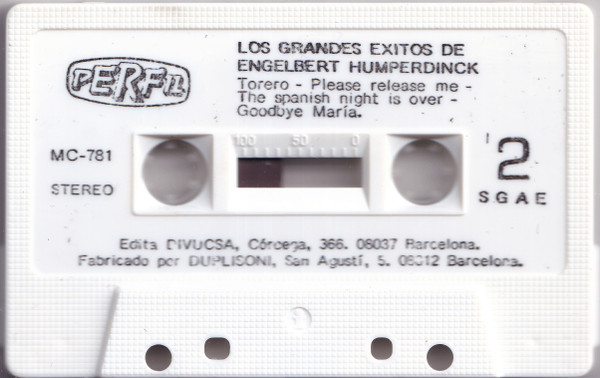 PERFIL
LOS GRANDES EXITOS DE
ENGELBERT HUMPERDINCK
Torero - Please release me -
The spanish night is over -
Goodbye María.
MC-781
STEREO
100 50 0
2
SGAE
Edita DIVUCSA, Córcega, 366. 08037 Barcelona.
Fabricado por DUPLISONI, San Agustí, 5. 08012 Barcelona.